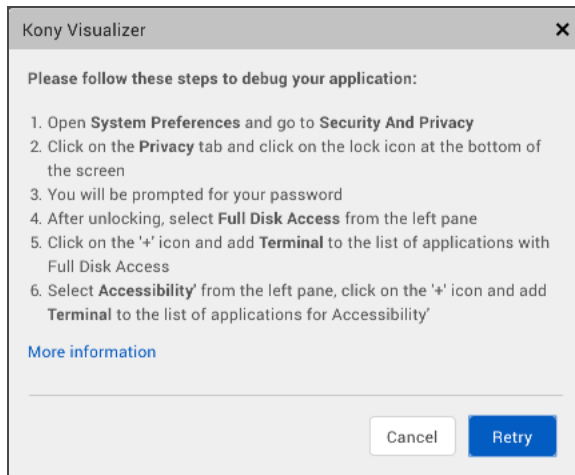 Kony Visualizer
Please follow these steps to debug your application:
1. Open System Preferences and go to Security And Privacy
2. Click on the Privacy tab and click on the lock icon at the bottom of
the screen
3. You will be prompted for your password
4. After unlocking, select Full Disk Access from the left pane
5. Click on the '+' icon and add Terminal to the list of applications with
Full Disk Access
6. Select Accessibility' from the left pane, click on the '+' icon and add
Terminal to the list of applications for Accessibility'
More information
Cancel
Retry